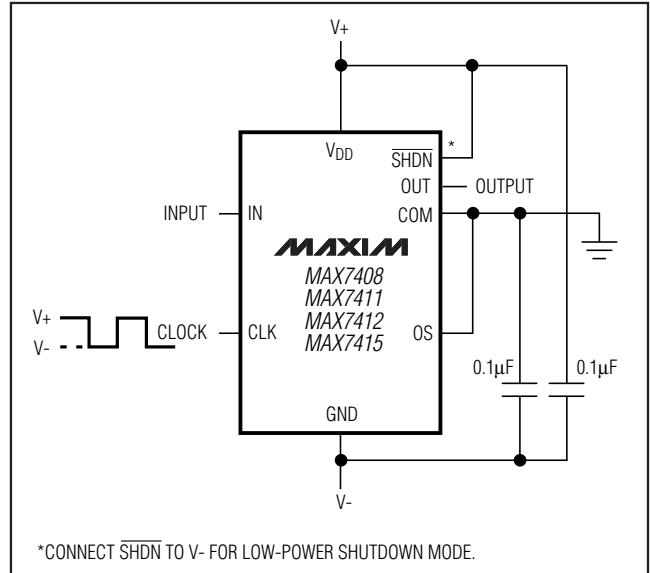 V+
VDD
SHDN
*
OUT
OUTPUT
INPUT
IN
COM
MAXIM
MAX7408
MAX7411
MAX7412
MAX7415
V+
V-
CLOCK
CLK
OS
0.1μF
0.1μF
GND
V-
*CONNECT SHDN TO V- FOR LOW-POWER SHUTDOWN MODE.